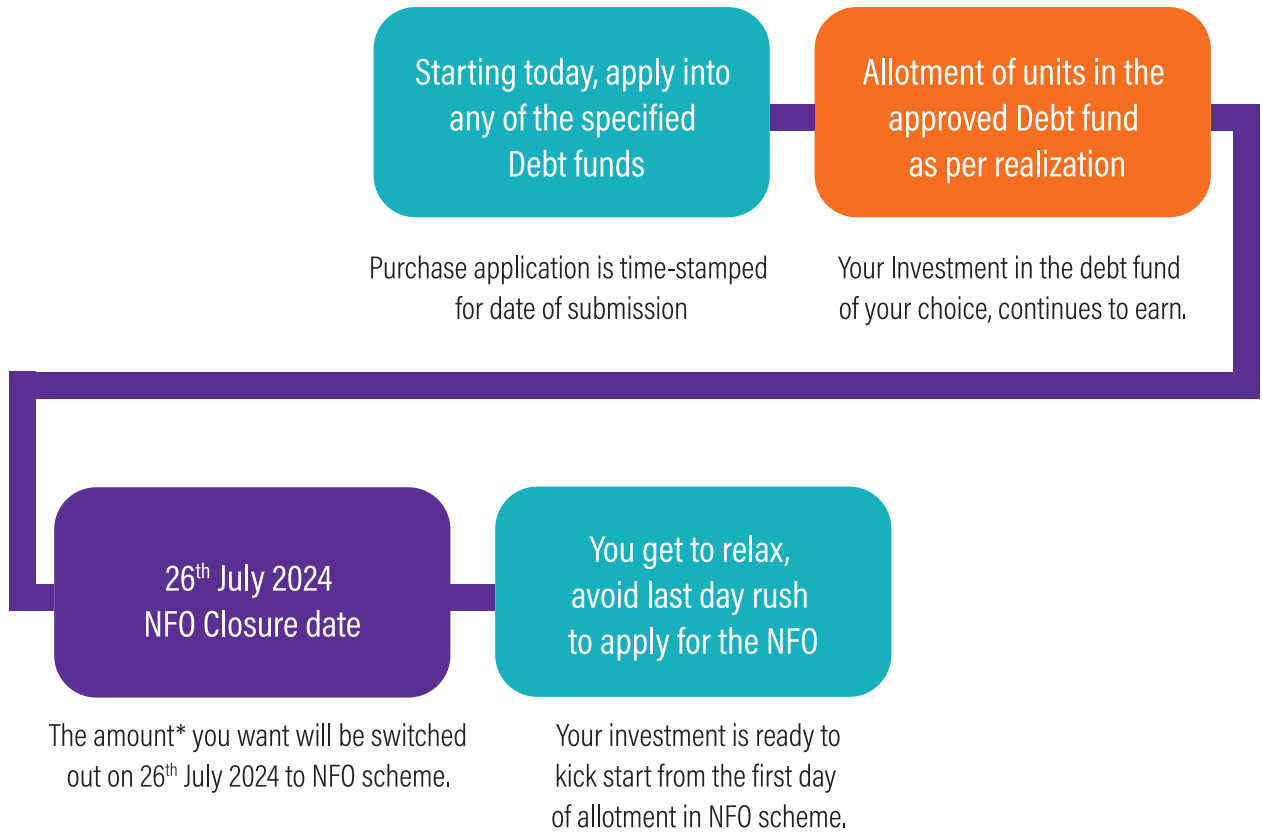 Starting today, apply into
any of the specified
Debt funds
Purchase application is time-stamped
for date of submission
Allotment of units in the
approved Debt fund
as per realization
Your Investment in the debt fund
of your choice, continues to earn.
26th July 2024
NFO Closure date
The amount* you want will be switched
out on 26th July 2024 to NFO scheme.
You get to relax,
avoid last day rush
to apply for the NFO
Your investment is ready to
kick start from the first day
of allotment in NFO scheme.